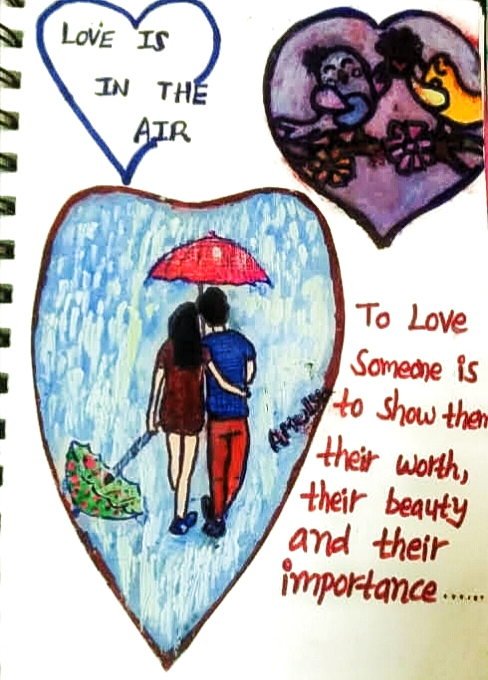 LOVE IS
IN THE
AIR
To Love
Someone is
to show them
their worth,
their beauty
and their
importance......